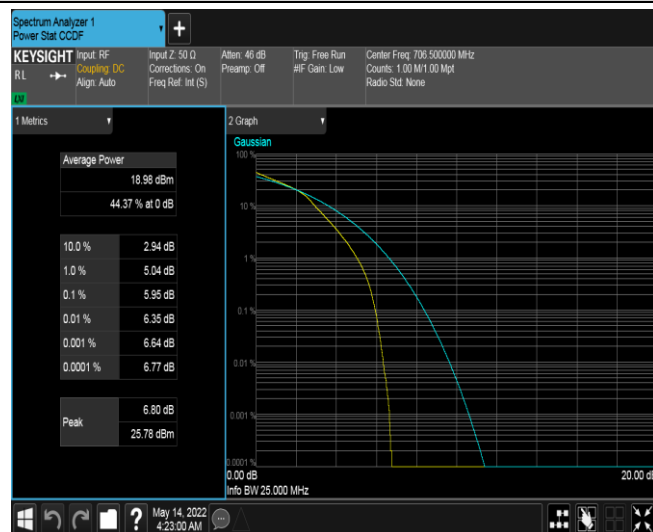 Spectrum Analyzer 1
Power Stat CCDF
+
KEYSIGHT
RL
Input: RF
Coupling: DC
Align: Auto
Input Z: 50 Ω
Corrections: On
Freq Ref: Int (S)
Atten: 46 dB
Preamp: Off
Trig: Free Run
#IF Gain: Low
Center Freq: 706.500000 MHz
Counts: 1.00 M/1.00 Mpt
Radio Std: None
1 Metrics
Average Power
18.98 dBm
44.37 % at 0 dB
10.0 % 2.94 dB
1.0 % 5.04 dB
0.1 % 5.95 dB
0.01 % 6.35 dB
0.001 % 6.64 dB
0.0001 % 6.77 dB
Peak 6.80 dB
25.78 dBm
2 Graph
Gaussian
100 %
10 %
1 %
0.1 %
0.01 %
0.001 %
0.0001 %
0.00 dB 20.00 dB
Info BW 25.000 MHz
?
May 14, 2022
4:23:00 AM